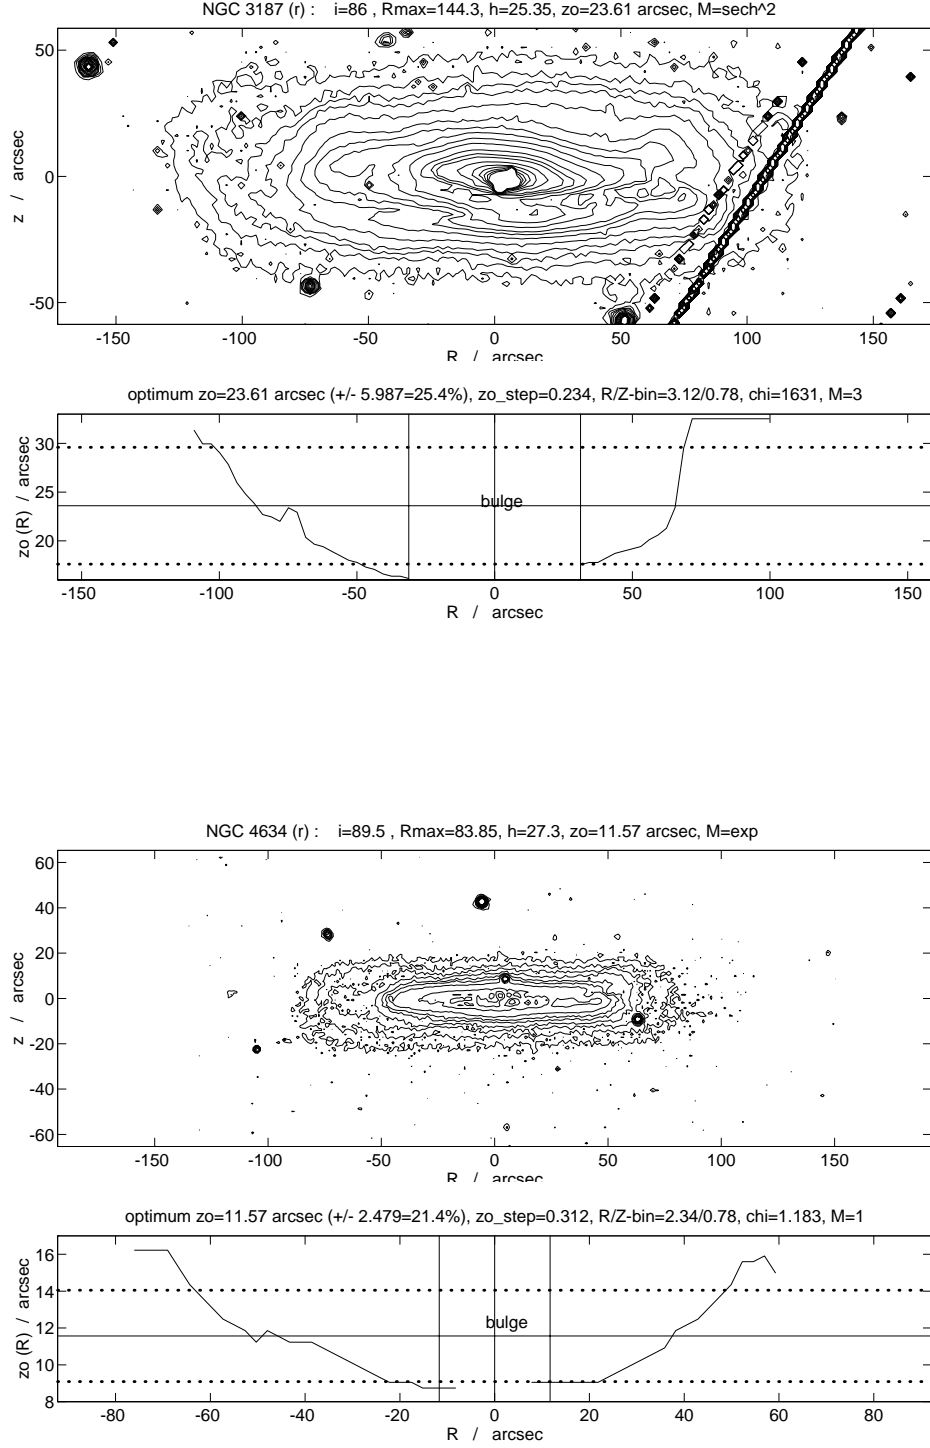 NGC 3187 (r) :    i=86 , Rmax=144.3, h=25.35, zo=23.61 arcsec, M=sech^2
50
0
-50
z / arcsec
-150 -100 -50 0 50 100 150
R / arcsec
optimum zo=23.61 arcsec (+/- 5.987=25.4%), zo_step=0.234, R/Z-bin=3.12/0.78, chi=1631, M=3
30
25
20
zo (R) / arcsec
bulge
-150 -100 -50 0 50 100 150
R / arcsec
NGC 4634 (r) :    i=89.5 , Rmax=83.85, h=27.3, zo=11.57 arcsec, M=exp
60
40
20
0
-20
-40
-60
z / arcsec
-150 -100 -50 0 50 100 150
R / arcsec
optimum zo=11.57 arcsec (+/- 2.479=21.4%), zo_step=0.312, R/Z-bin=2.34/0.78, chi=1.183, M=1
16
14
12
10
8
zo (R) / arcsec
bulge
-80 -60 -40 -20 0 20 40 60 80
R / arcsec